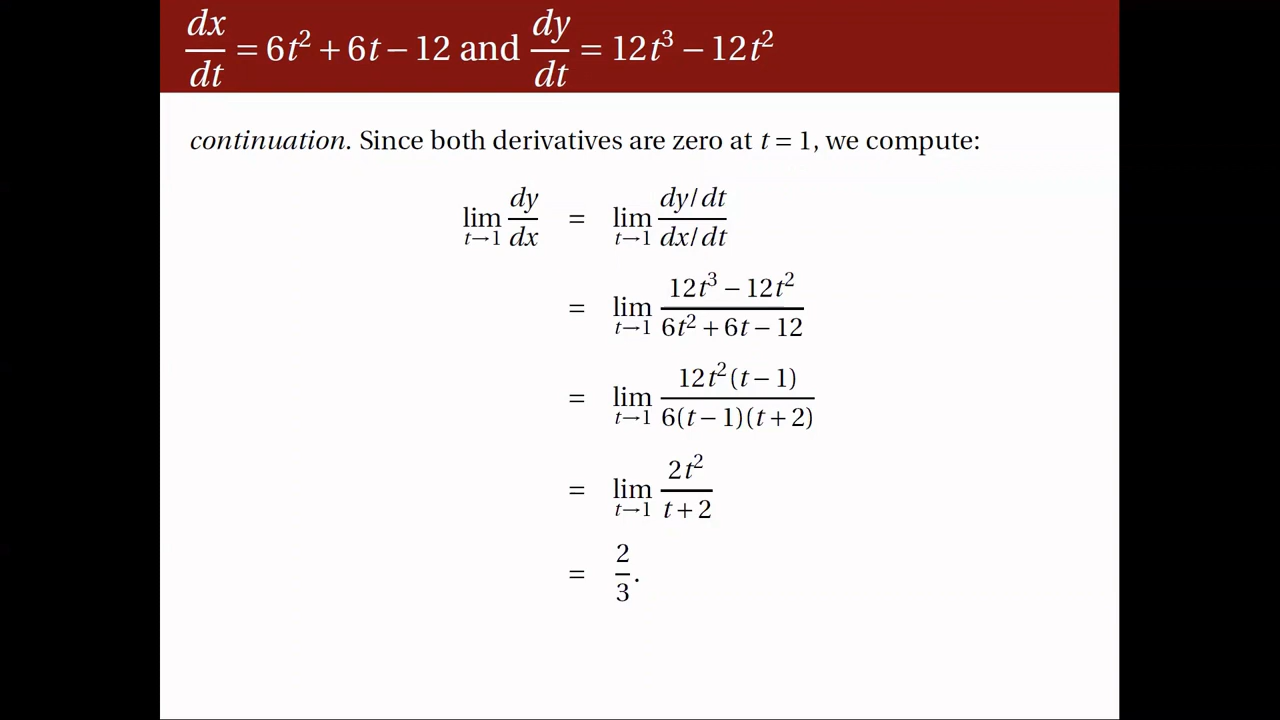 dx/dt = 6t² + 6t − 12 and dy/dt = 12t³ − 12t²
continuation. Since both derivatives are zero at t = 1, we compute:
lim_{t→1} dy/dx = lim_{t→1} (dy/dt)/(dx/dt)
= lim_{t→1} (12t³ − 12t²)/(6t² + 6t − 12)
= lim_{t→1} (12t²(t − 1))/(6(t − 1)(t + 2))
= lim_{t→1} (2t²)/(t + 2)
= 2/3.